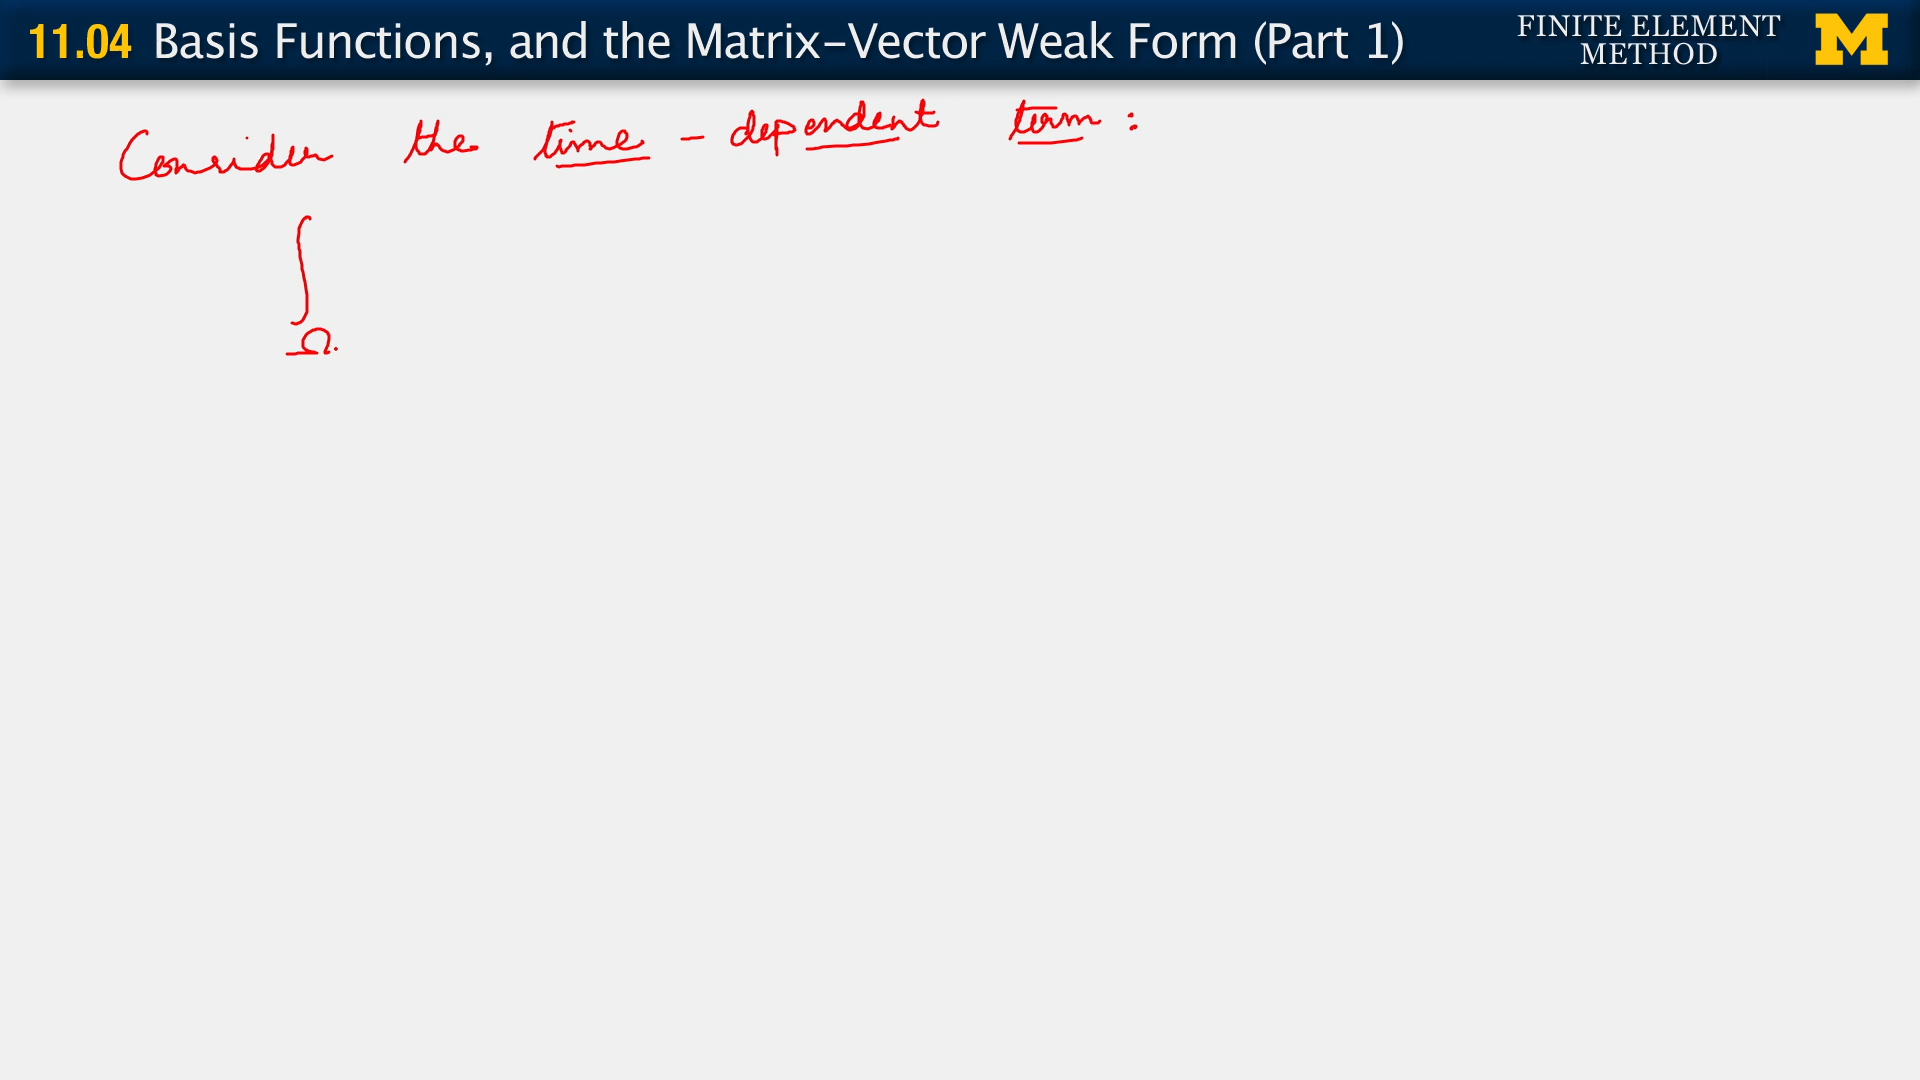 11.04 Basis Functions, and the Matrix–Vector Weak Form (Part 1)
FINITE ELEMENT
METHOD
M
Consider the time - dependent term :
∫
Ω